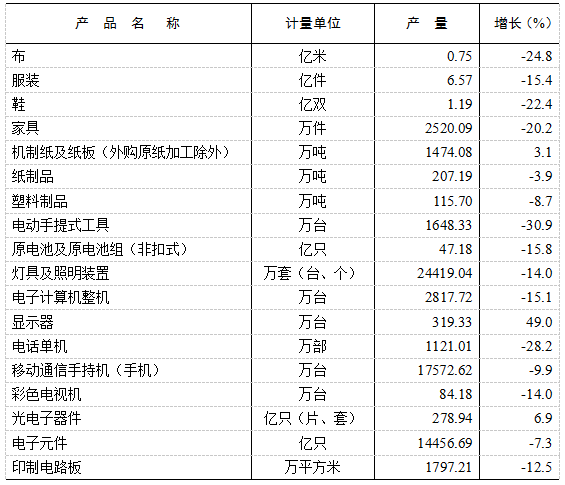 产 品 名 称 计量单位 产 量 增长（%）
布 亿米 0.75 -24.8
服装 亿件 6.57 -15.4
鞋 亿双 1.19 -22.4
家具 万件 2520.09 -20.2
机制纸及纸板（外购原纸加工除外） 万吨 1474.08 3.1
纸制品 万吨 207.19 -3.9
塑料制品 万吨 115.70 -8.7
电动手提式工具 万台 1648.33 -30.9
原电池及原电池组（非扣式） 亿只 47.18 -15.8
灯具及照明装置 万套（台、个） 24419.04 -14.0
电子计算机整机 万台 2817.72 -15.1
显示器 万台 319.33 49.0
电话单机 万部 1121.01 -28.2
移动通信手持机（手机） 万台 17572.62 -9.9
彩色电视机 万台 84.18 -14.0
光电子器件 亿只（片、套） 278.94 6.9
电子元件 亿只 14456.69 -7.3
印制电路板 万平方米 1797.21 -12.5